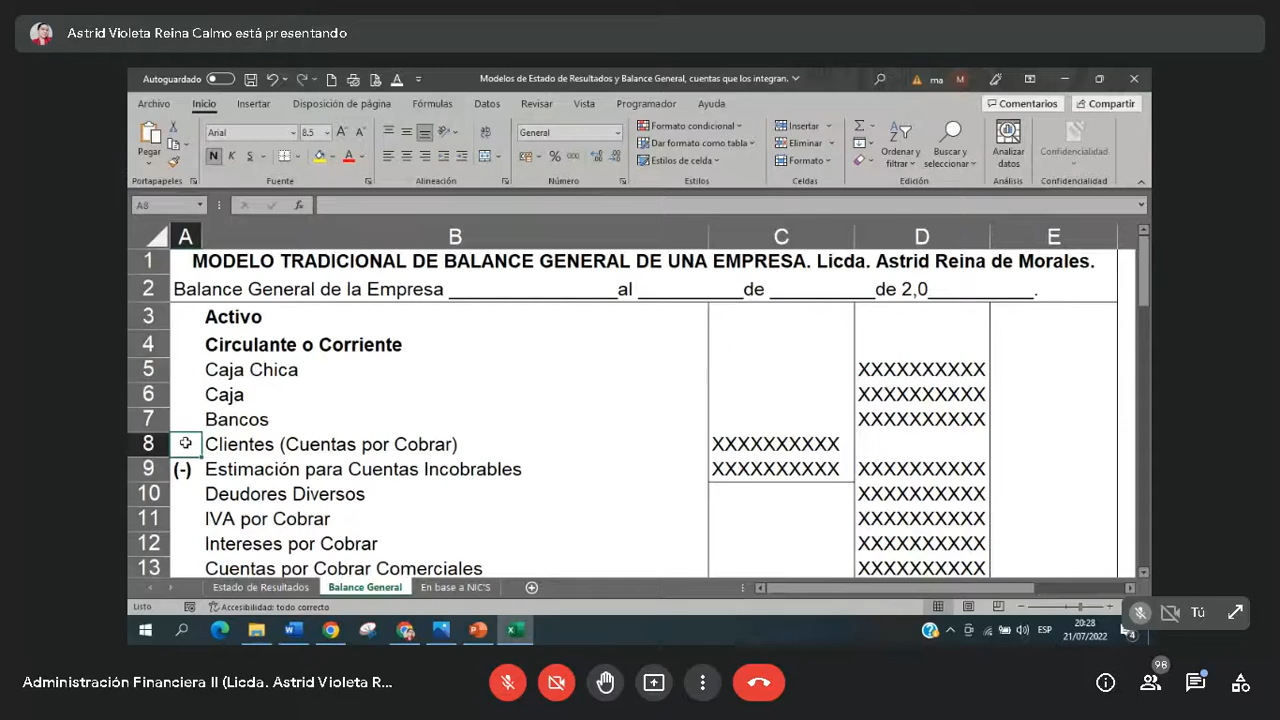 Astrid Violeta Reina Calmo está presentando
Autoguardado
Modelos de Estado de Resultados y Balance General, cuentas que los integran.
ma M
Archivo Inicio Insertar Disposición de página Fórmulas Datos Revisar Vista Programador Ayuda
Comentarios Compartir
Pegar
Arial 8.5
N K S
General
% 000
Formato condicional
Dar formato como tabla
Estilos de celda
Insertar
Eliminar
Formato
Ordenar y filtrar
Buscar y seleccionar
Analizar datos
Confidencialidad
Portapapeles Fuente Alineación Número Estilos Celdas Edición Análisis Confidencialidad
A8 fx
A B C D E
1 MODELO TRADICIONAL DE BALANCE GENERAL DE UNA EMPRESA. Licda. Astrid Reina de Morales.
2 Balance General de la Empresa ________________al __________de __________de 2,0__________.
3 Activo
4 Circulante o Corriente
5 Caja Chica XXXXXXXXXX
6 Caja XXXXXXXXXX
7 Bancos XXXXXXXXXX
8 Clientes (Cuentas por Cobrar) XXXXXXXXXX
9 (-) Estimación para Cuentas Incobrables XXXXXXXXXX XXXXXXXXXX
10 Deudores Diversos XXXXXXXXXX
11 IVA por Cobrar XXXXXXXXXX
12 Intereses por Cobrar XXXXXXXXXX
13 Cuentas por Cobrar Comerciales XXXXXXXXXX
Estado de Resultados Balance General En base a NIC'S
Listo Accesibilidad: todo correcto
Tú
ESP
20:28
21/07/2022
4
Administración Financiera II (Licda. Astrid Violeta R...
98